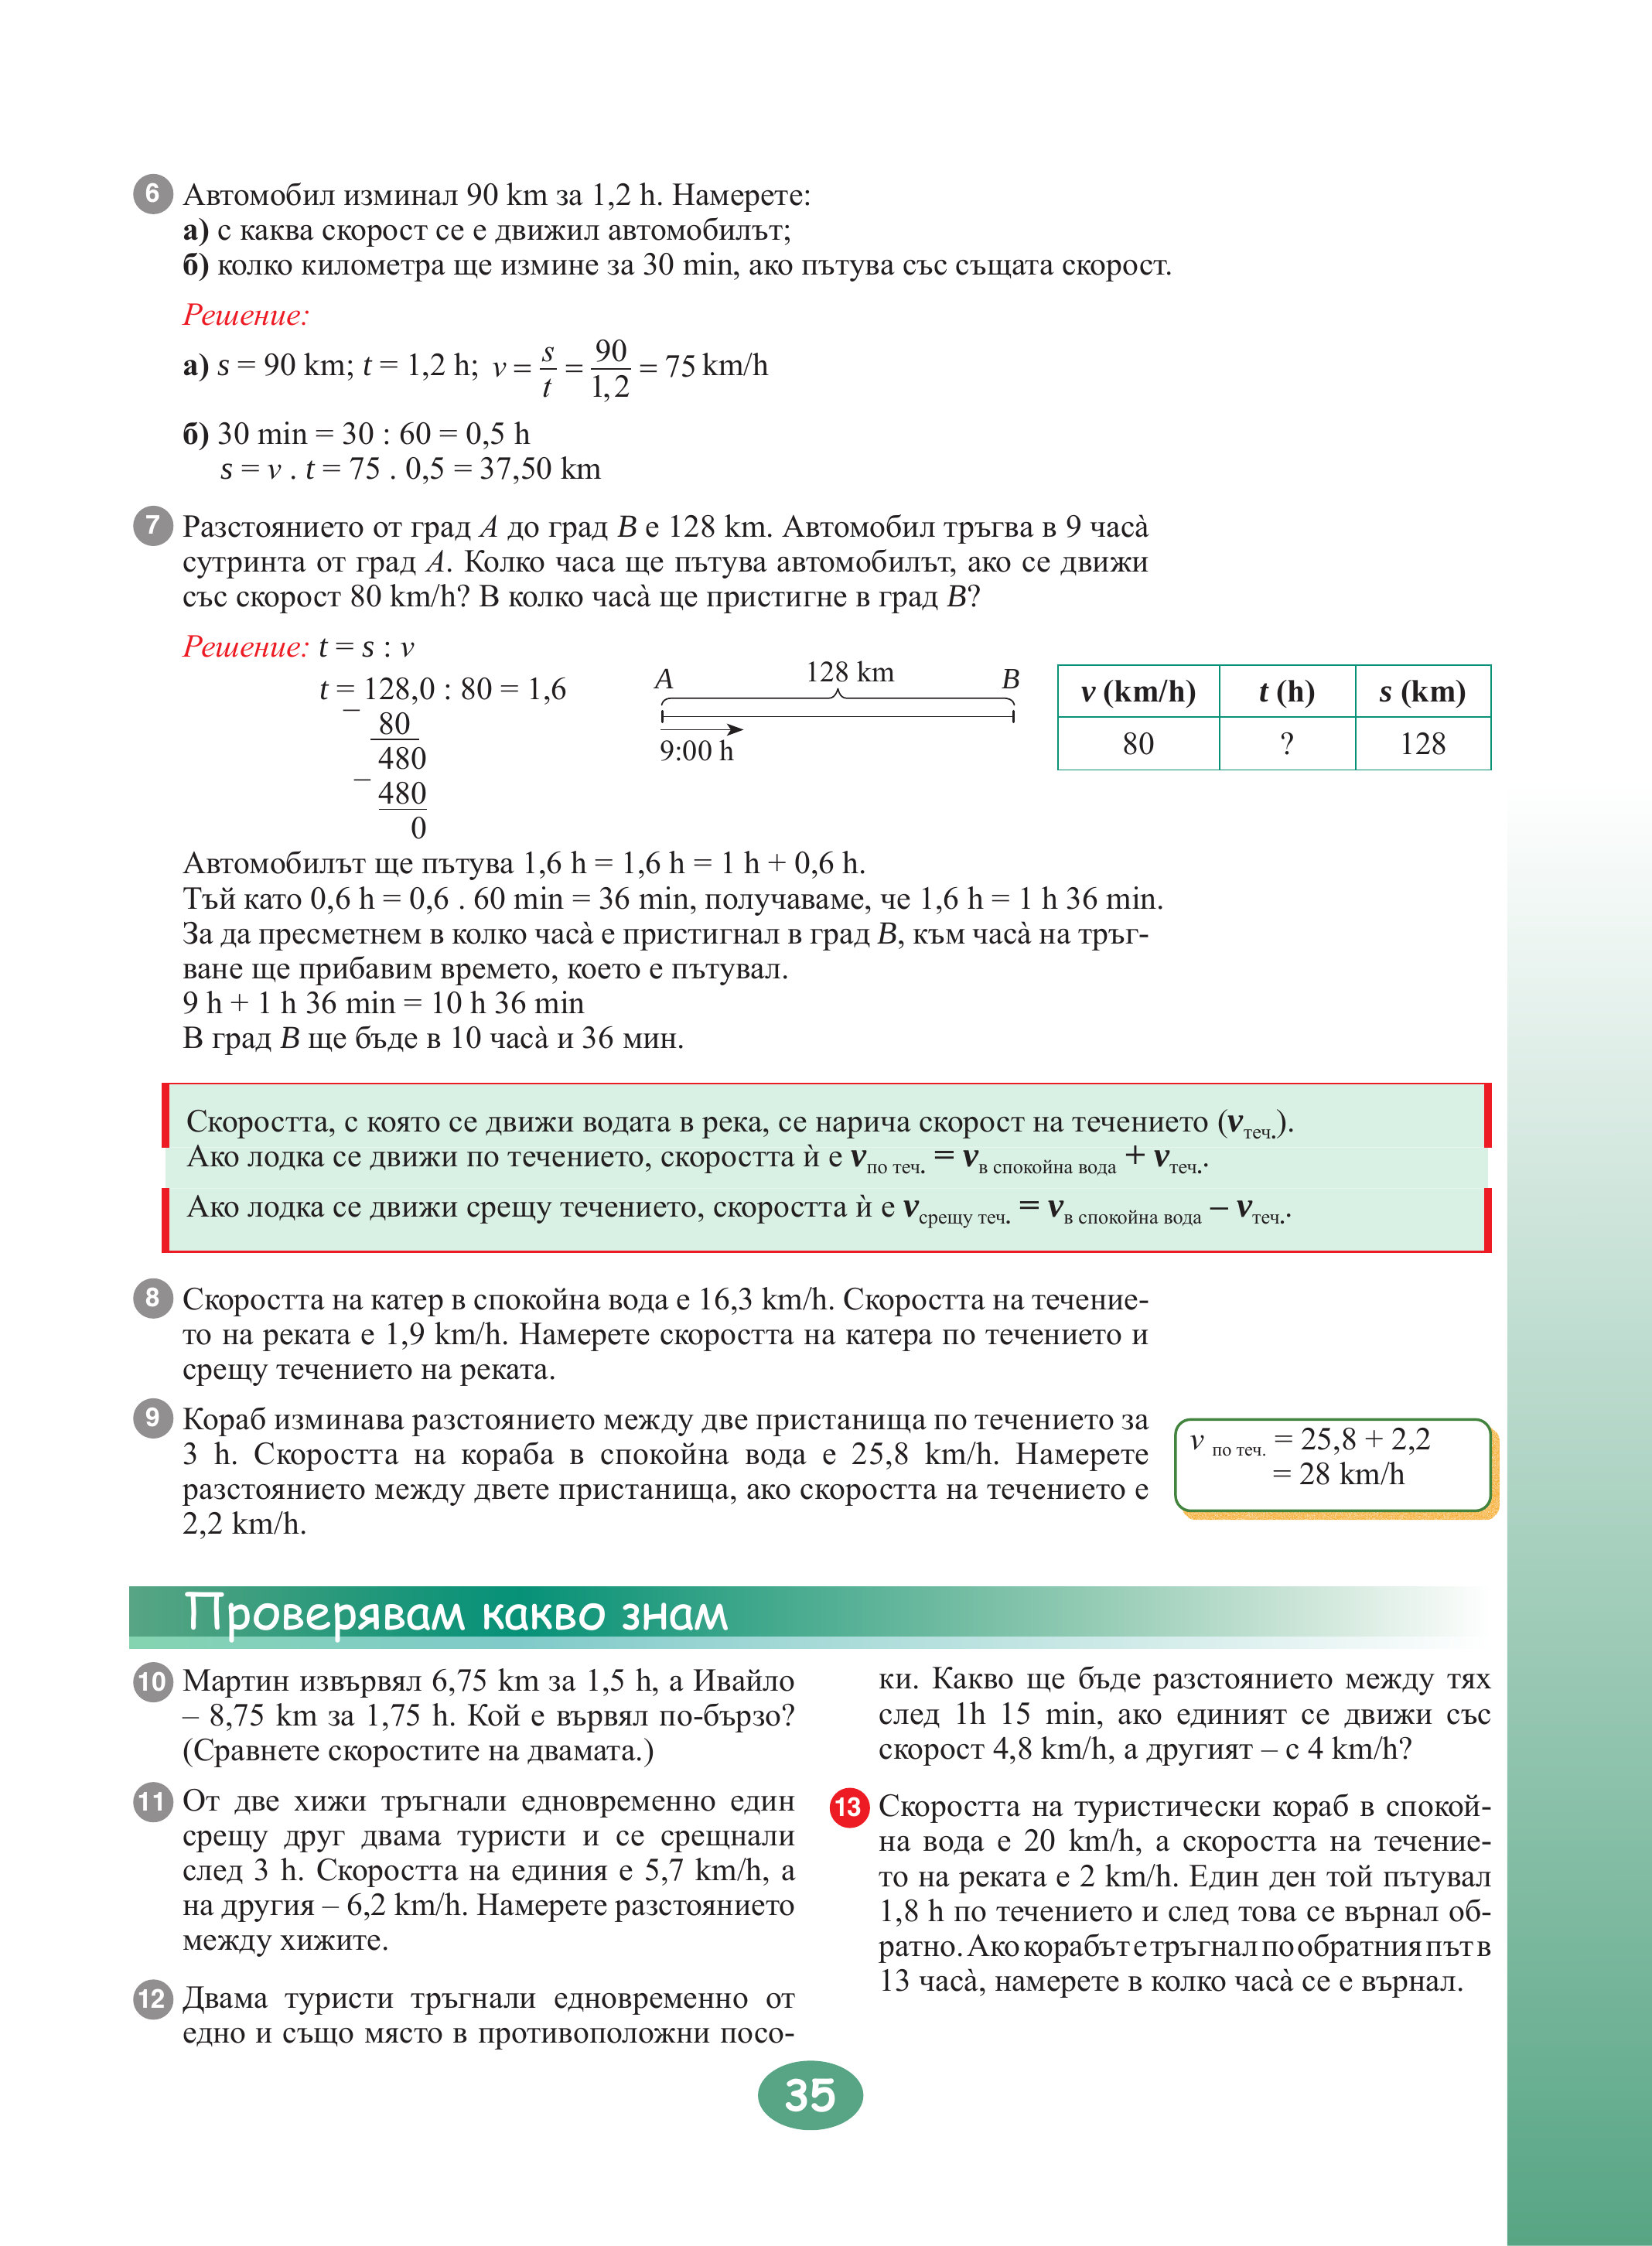 6 Автомобил изминал 90 km за 1,2 h. Намерете:
а) с каква скорост се е движил автомобилът;
б) колко километра ще измине за 30 min, ако пътува със същата скорост.
Решение:
а) s = 90 km; t = 1,2 h; v = s/t = 90/1,2 = 75 km/h
б) 30 min = 30 : 60 = 0,5 h
s = v . t = 75 . 0,5 = 37,50 km
7 Разстоянието от град A до град B е 128 km. Автомобил тръгва в 9 часà
сутринта от град A. Колко часа ще пътува автомобилът, ако се движи
със скорост 80 km/h? В колко часà ще пристигне в град B?
Решение: t = s : v
t = 128,0 : 80 = 1,6
– 80
480
– 480
0
A 128 km B
9:00 h
v (km/h) t (h) s (km)
80 ? 128
Автомобилът ще пътува 1,6 h = 1,6 h = 1 h + 0,6 h.
Тъй като 0,6 h = 0,6 . 60 min = 36 min, получаваме, че 1,6 h = 1 h 36 min.
За да пресметнем в колко часà е пристигнал в град B, към часà на тръг-
ване ще прибавим времето, което е пътувал.
9 h + 1 h 36 min = 10 h 36 min
В град B ще бъде в 10 часà и 36 мин.
Скоростта, с която се движи водата в река, се нарича скорост на течението (v теч.).
Ако лодка се движи по течението, скоростта ѝ е v по теч. = v в спокойна вода + v теч..
Ако лодка се движи срещу течението, скоростта ѝ е v срещу теч. = v в спокойна вода – v теч..
8 Скоростта на катер в спокойна вода е 16,3 km/h. Скоростта на течение-
то на реката е 1,9 km/h. Намерете скоростта на катера по течението и
срещу течението на реката.
9 Кораб изминава разстоянието между две пристанища по течението за
3 h. Скоростта на кораба в спокойна вода е 25,8 km/h. Намерете
разстоянието между двете пристанища, ако скоростта на течението е
2,2 km/h.
v по теч. = 25,8 + 2,2
= 28 km/h
Проверявам какво знам
10 Мартин извървял 6,75 km за 1,5 h, а Ивайло
– 8,75 km за 1,75 h. Кой е вървял по-бързо?
(Сравнете скоростите на двамата.)
11 От две хижи тръгнали едновременно един
срещу друг двама туристи и се срещнали
след 3 h. Скоростта на единия е 5,7 km/h, а
на другия – 6,2 km/h. Намерете разстоянието
между хижите.
12 Двама туристи тръгнали едновременно от
едно и също място в противоположни посо-
ки. Какво ще бъде разстоянието между тях
след 1h 15 min, ако единият се движи със
скорост 4,8 km/h, а другият – с 4 km/h?
13 Скоростта на туристически кораб в спокой-
на вода е 20 km/h, а скоростта на течение-
то на реката е 2 km/h. Един ден той пътувал
1,8 h по течението и след това се върнал об-
ратно. Ако корабът е тръгнал по обратния път в
13 часà, намерете в колко часà се е върнал.
35